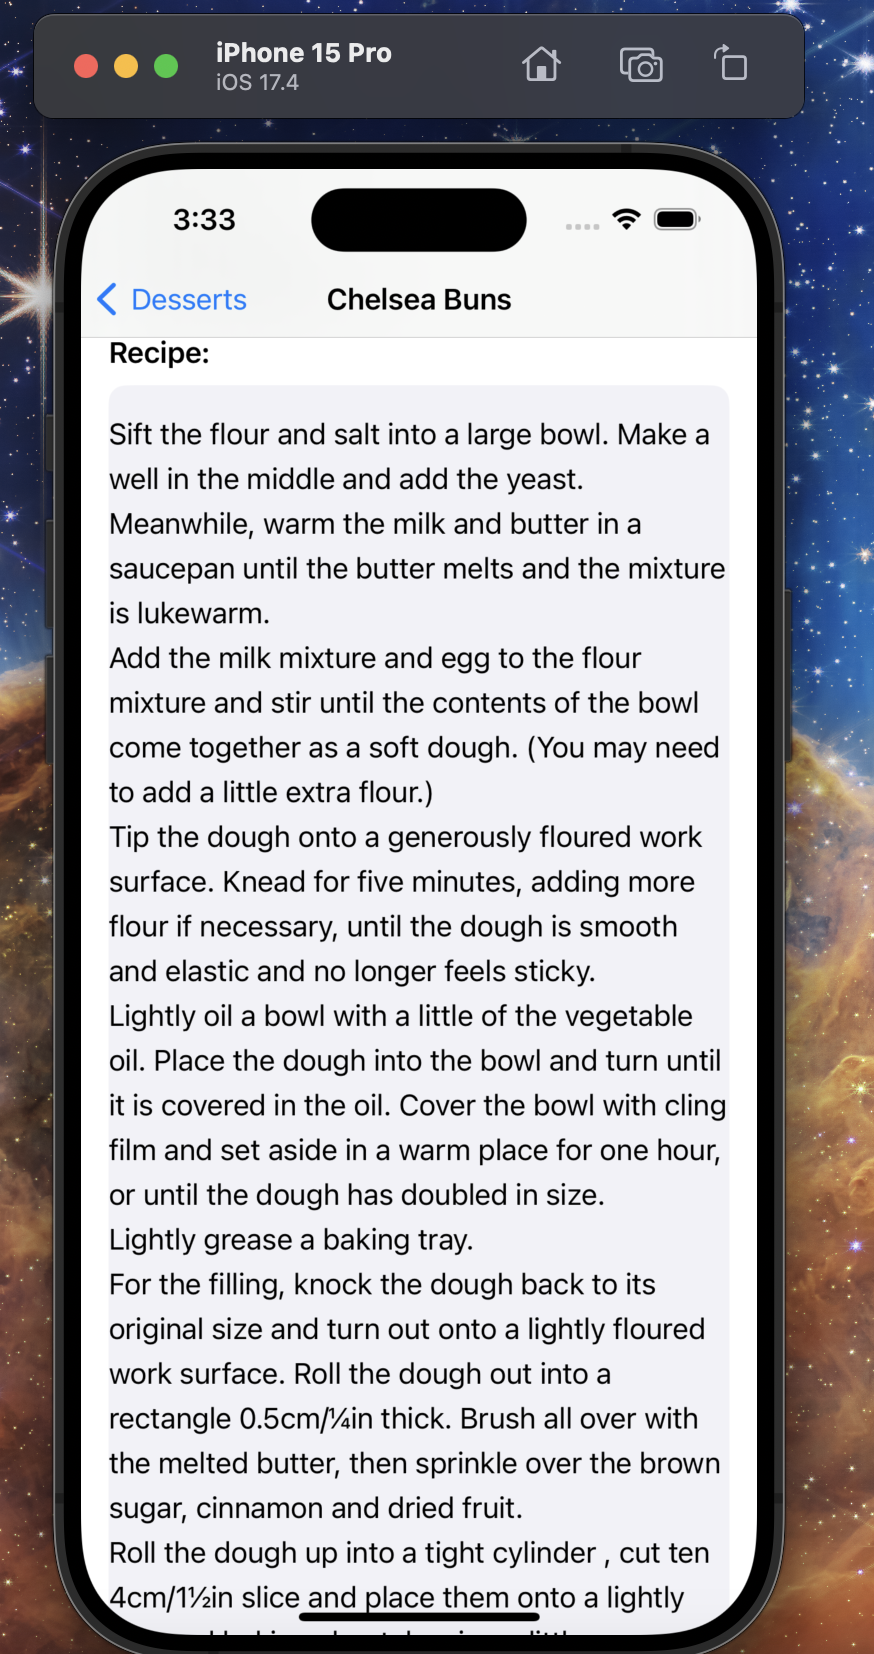 iPhone 15 Pro
iOS 17.4
3:33
Desserts
Chelsea Buns
Recipe:
Sift the flour and salt into a large bowl. Make a
well in the middle and add the yeast.
Meanwhile, warm the milk and butter in a
saucepan until the butter melts and the mixture
is lukewarm.
Add the milk mixture and egg to the flour
mixture and stir until the contents of the bowl
come together as a soft dough. (You may need
to add a little extra flour.)
Tip the dough onto a generously floured work
surface. Knead for five minutes, adding more
flour if necessary, until the dough is smooth
and elastic and no longer feels sticky.
Lightly oil a bowl with a little of the vegetable
oil. Place the dough into the bowl and turn until
it is covered in the oil. Cover the bowl with cling
film and set aside in a warm place for one hour,
or until the dough has doubled in size.
Lightly grease a baking tray.
For the filling, knock the dough back to its
original size and turn out onto a lightly floured
work surface. Roll the dough out into a
rectangle 0.5cm/¼in thick. Brush all over with
the melted butter, then sprinkle over the brown
sugar, cinnamon and dried fruit.
Roll the dough up into a tight cylinder , cut ten
4cm/1½in slice and place them onto a lightly